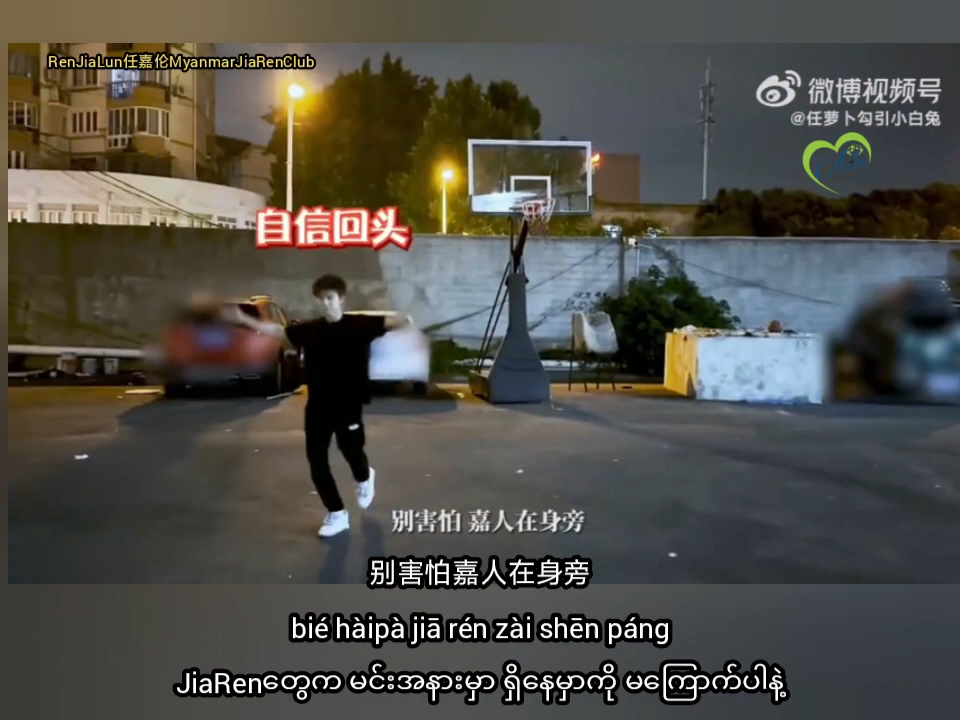 RenJiaLun任嘉伦MyanmarJiaRenClub
微博视频号
@任萝卜勾引小白兔
自信回头
别害怕 嘉人在身旁
别害怕嘉人在身旁
bié hàipà jiā rén zài shēn páng
JiaRenတွေက မင်းအနားမှာ ရှိနေမှာကို မကြောက်ပါနဲ့